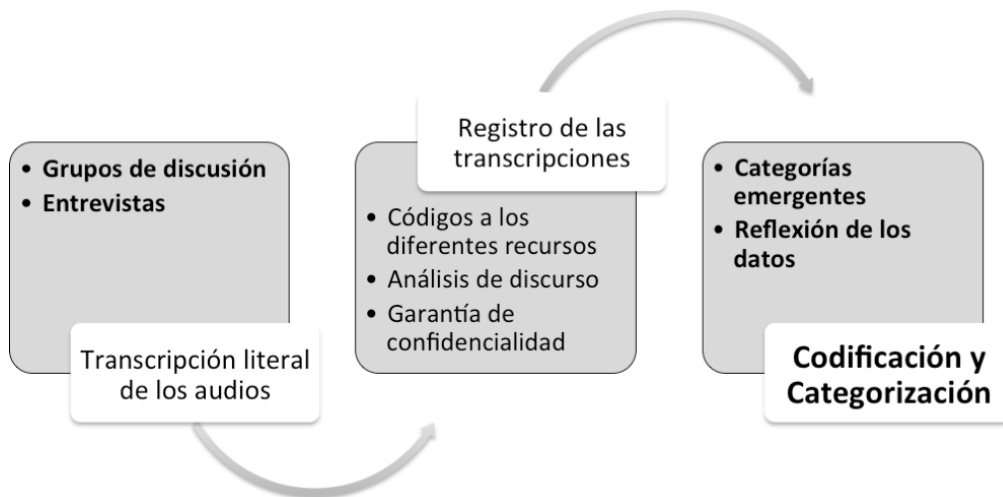 • Grupos de discusión
• Entrevistas
Transcripción literal
de los audios
Registro de las
transcripciones
• Códigos a los
diferentes recursos
• Análisis de discurso
• Garantía de
confidencialidad
• Categorías
emergentes
• Reflexión de los
datos
Codificación y
Categorización